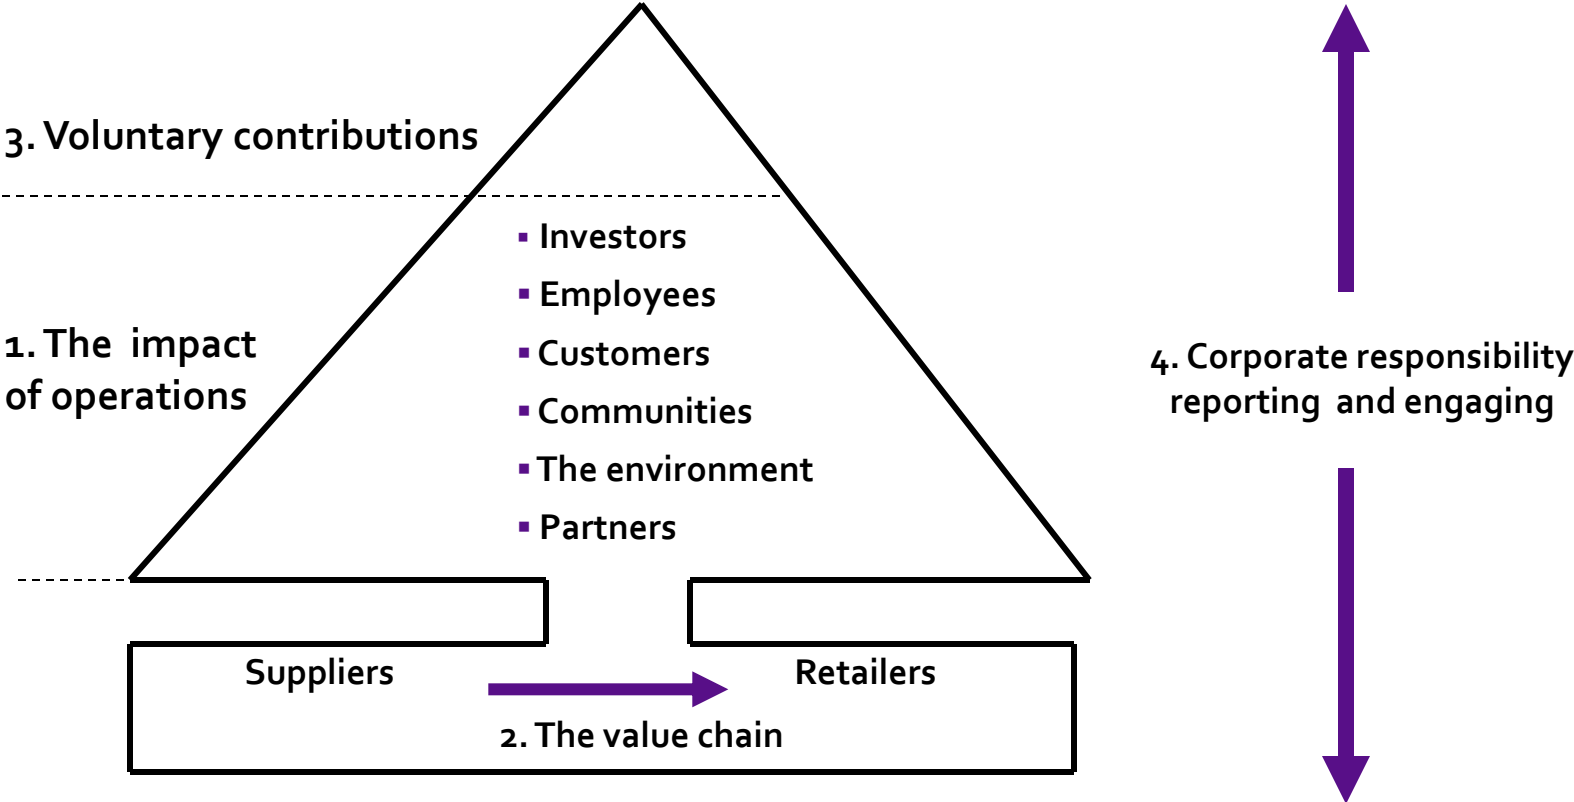 3. Voluntary contributions
▪ Investors
▪ Employees
1. The impact
of operations
▪ Customers
▪ Communities
▪ The environment
▪ Partners
4. Corporate responsibility
reporting and engaging
Suppliers
Retailers
2. The value chain